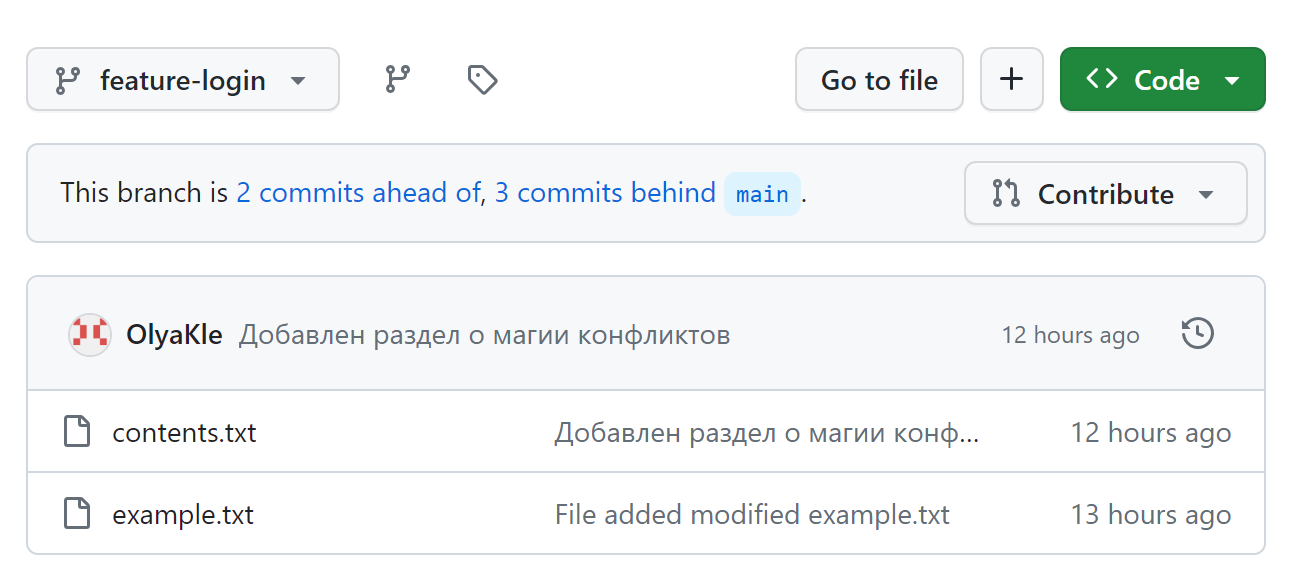 feature-login Go to file + Code
This branch is 2 commits ahead of, 3 commits behind main.
Contribute
OlyaKle Добавлен раздел о магии конфликтов 12 hours ago
contents.txt Добавлен раздел о магии конф... 12 hours ago
example.txt File added modified example.txt 13 hours ago